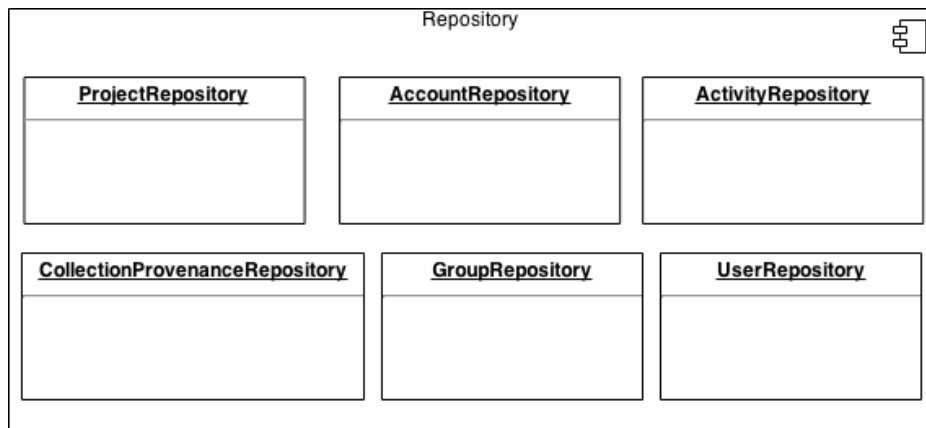 Repository
ProjectRepository
AccountRepository
ActivityRepository
CollectionProvenanceRepository
GroupRepository
UserRepository